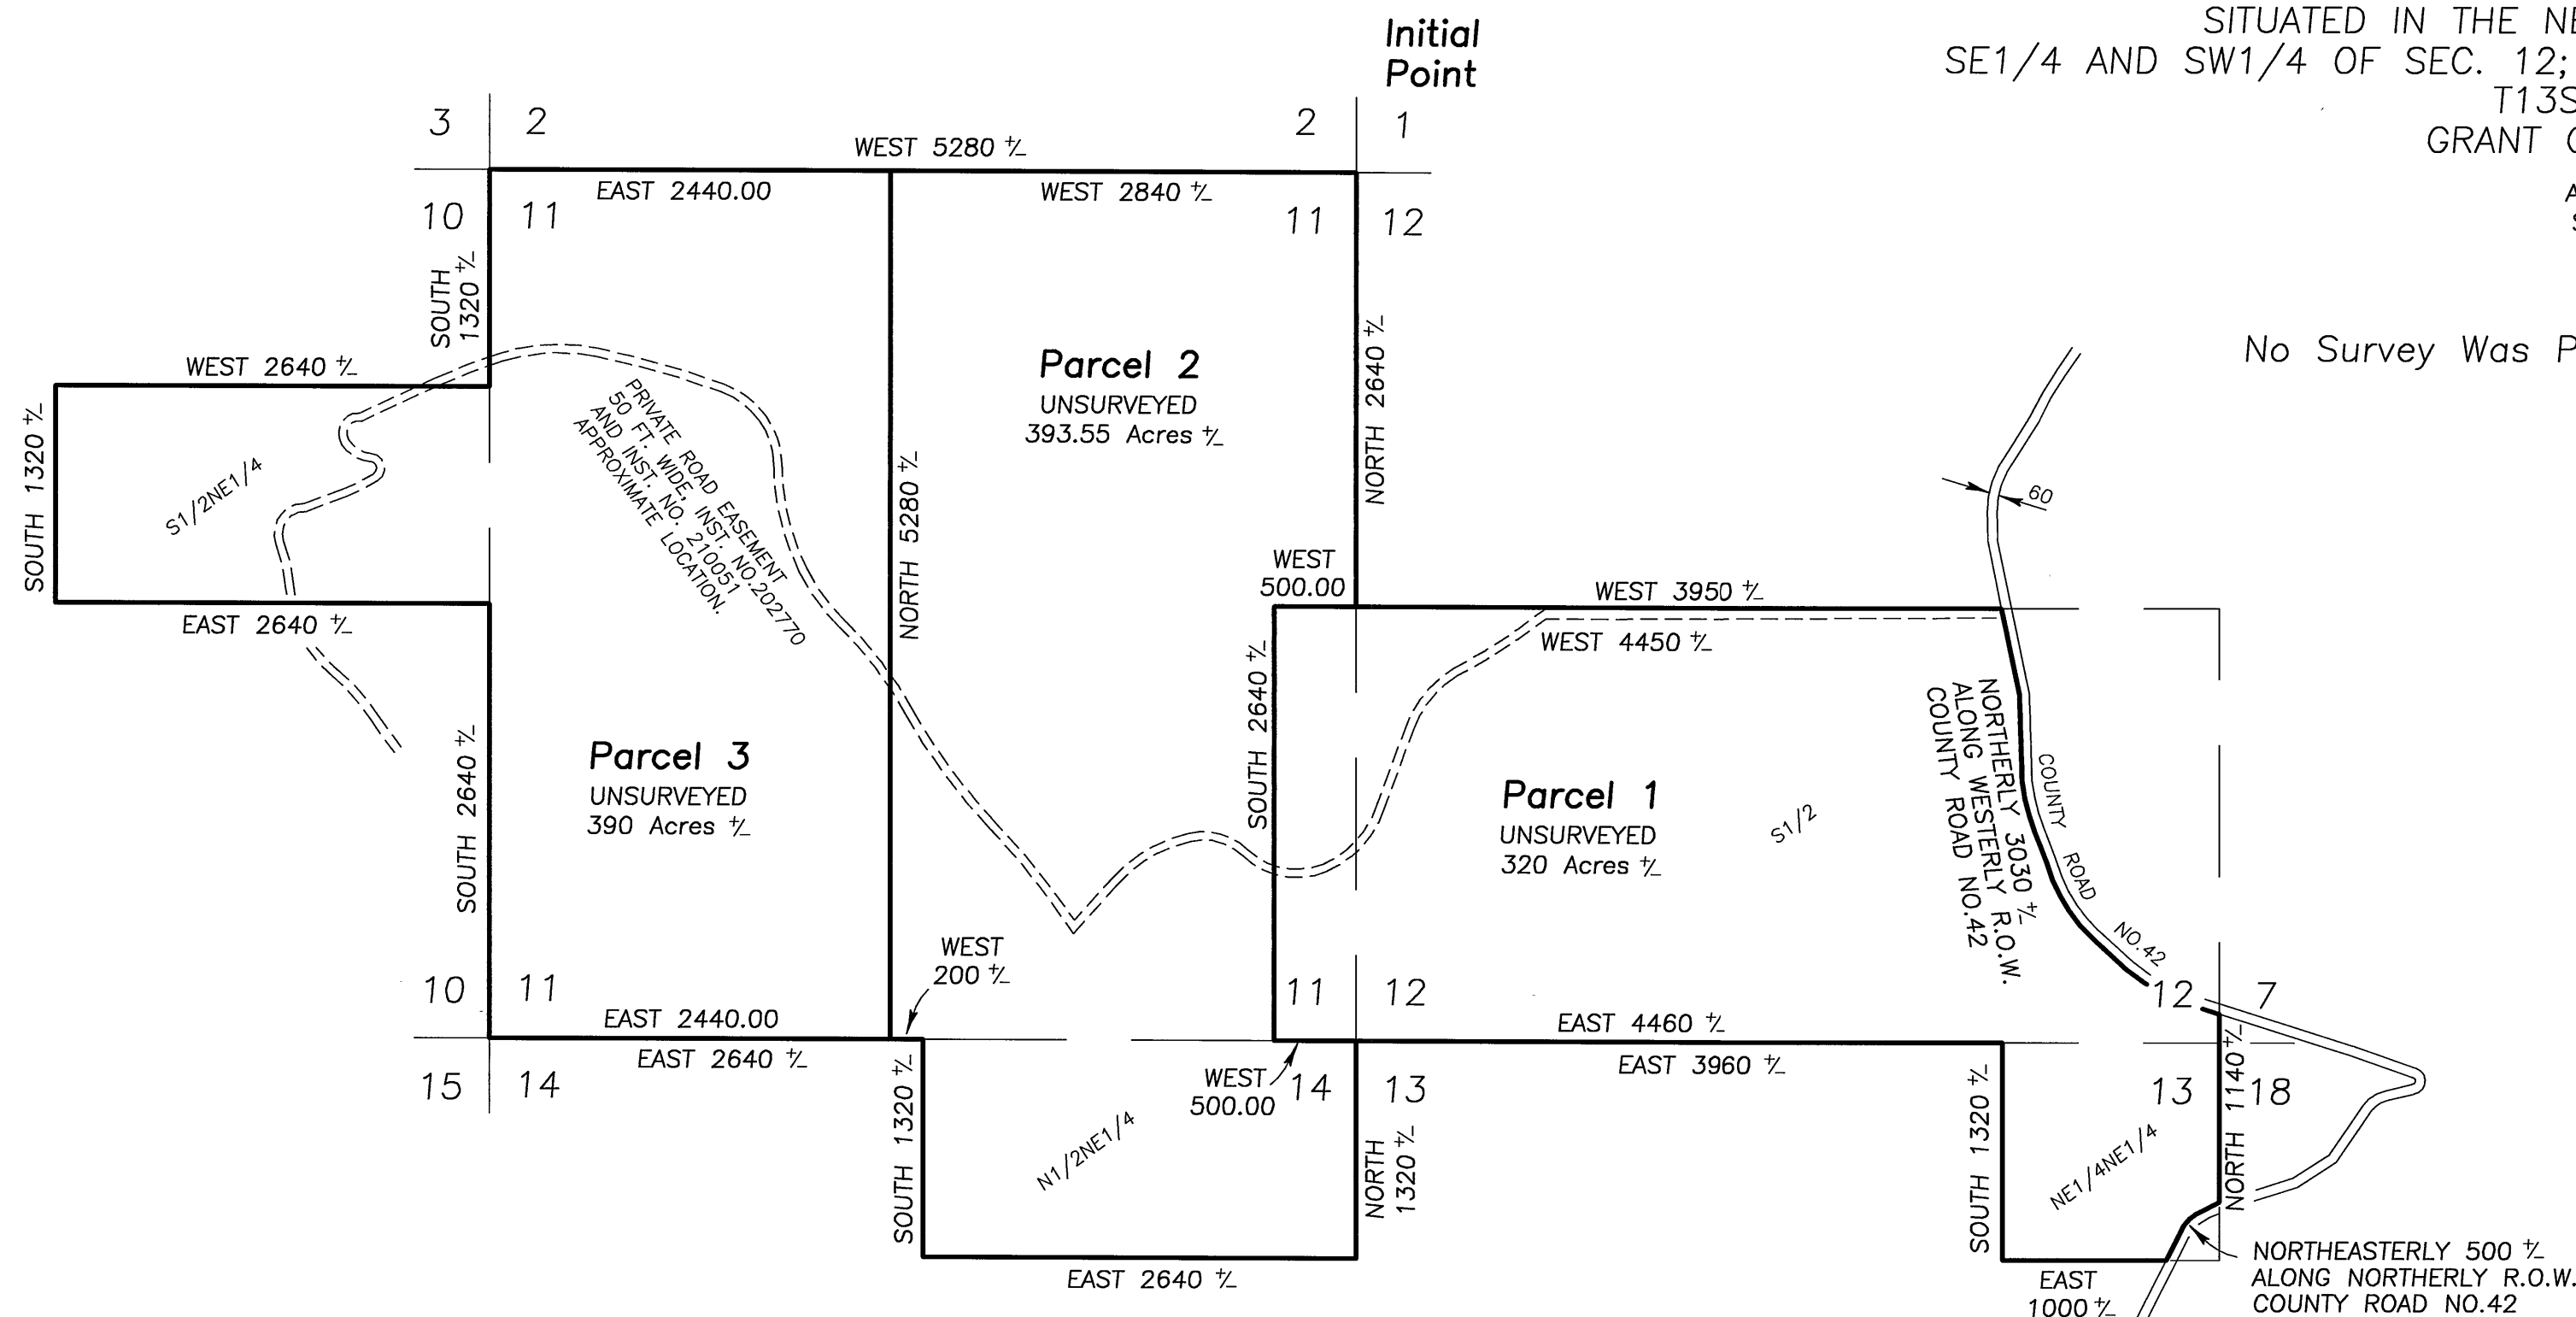 Initial
Point
SITUATED IN THE NE
SE1/4 AND SW1/4 OF SEC. 12;
T13S
GRANT C
A
S
No Survey Was P
3
2
2
1
WEST 5280 +/-
EAST 2440.00
WEST 2840 +/-
10
11
11
12
SOUTH
1320 +/-
WEST 2640 +/-
SOUTH 1320 +/-
S1/2NE1/4
EAST 2640 +/-
PRIVATE ROAD EASEMENT
50 FT. WIDE, INST. NO.202770
AND INST. NO. 210051
APPROXIMATE LOCATION.
NORTH 5280 +/-
Parcel 2
UNSURVEYED
393.55 Acres +/-
NORTH 2640 +/-
WEST
500.00
WEST 3950 +/-
WEST 4450 +/-
60
SOUTH 2640 +/-
SOUTH 2640 +/-
Parcel 3
UNSURVEYED
390 Acres +/-
Parcel 1
UNSURVEYED
320 Acres +/-
S1/2
NORTHERLY 3030 +/-
ALONG WESTERLY R.O.W.
COUNTY ROAD NO.42
COUNTY ROAD NO.42
WEST
200 +/-
10
11
11
12
12
7
EAST 2440.00
EAST 2640 +/-
EAST 4460 +/-
EAST 3960 +/-
15
14
WEST
500.00
14
13
13
18
SOUTH 1320 +/-
N1/2NE1/4
NORTH
1320 +/-
SOUTH 1320 +/-
NE1/4NE1/4
NORTH 1140 +/-
EAST 2640 +/-
EAST
1000 +/-
NORTHEASTERLY 500 +/-
ALONG NORTHERLY R.O.W.
COUNTY ROAD NO.42